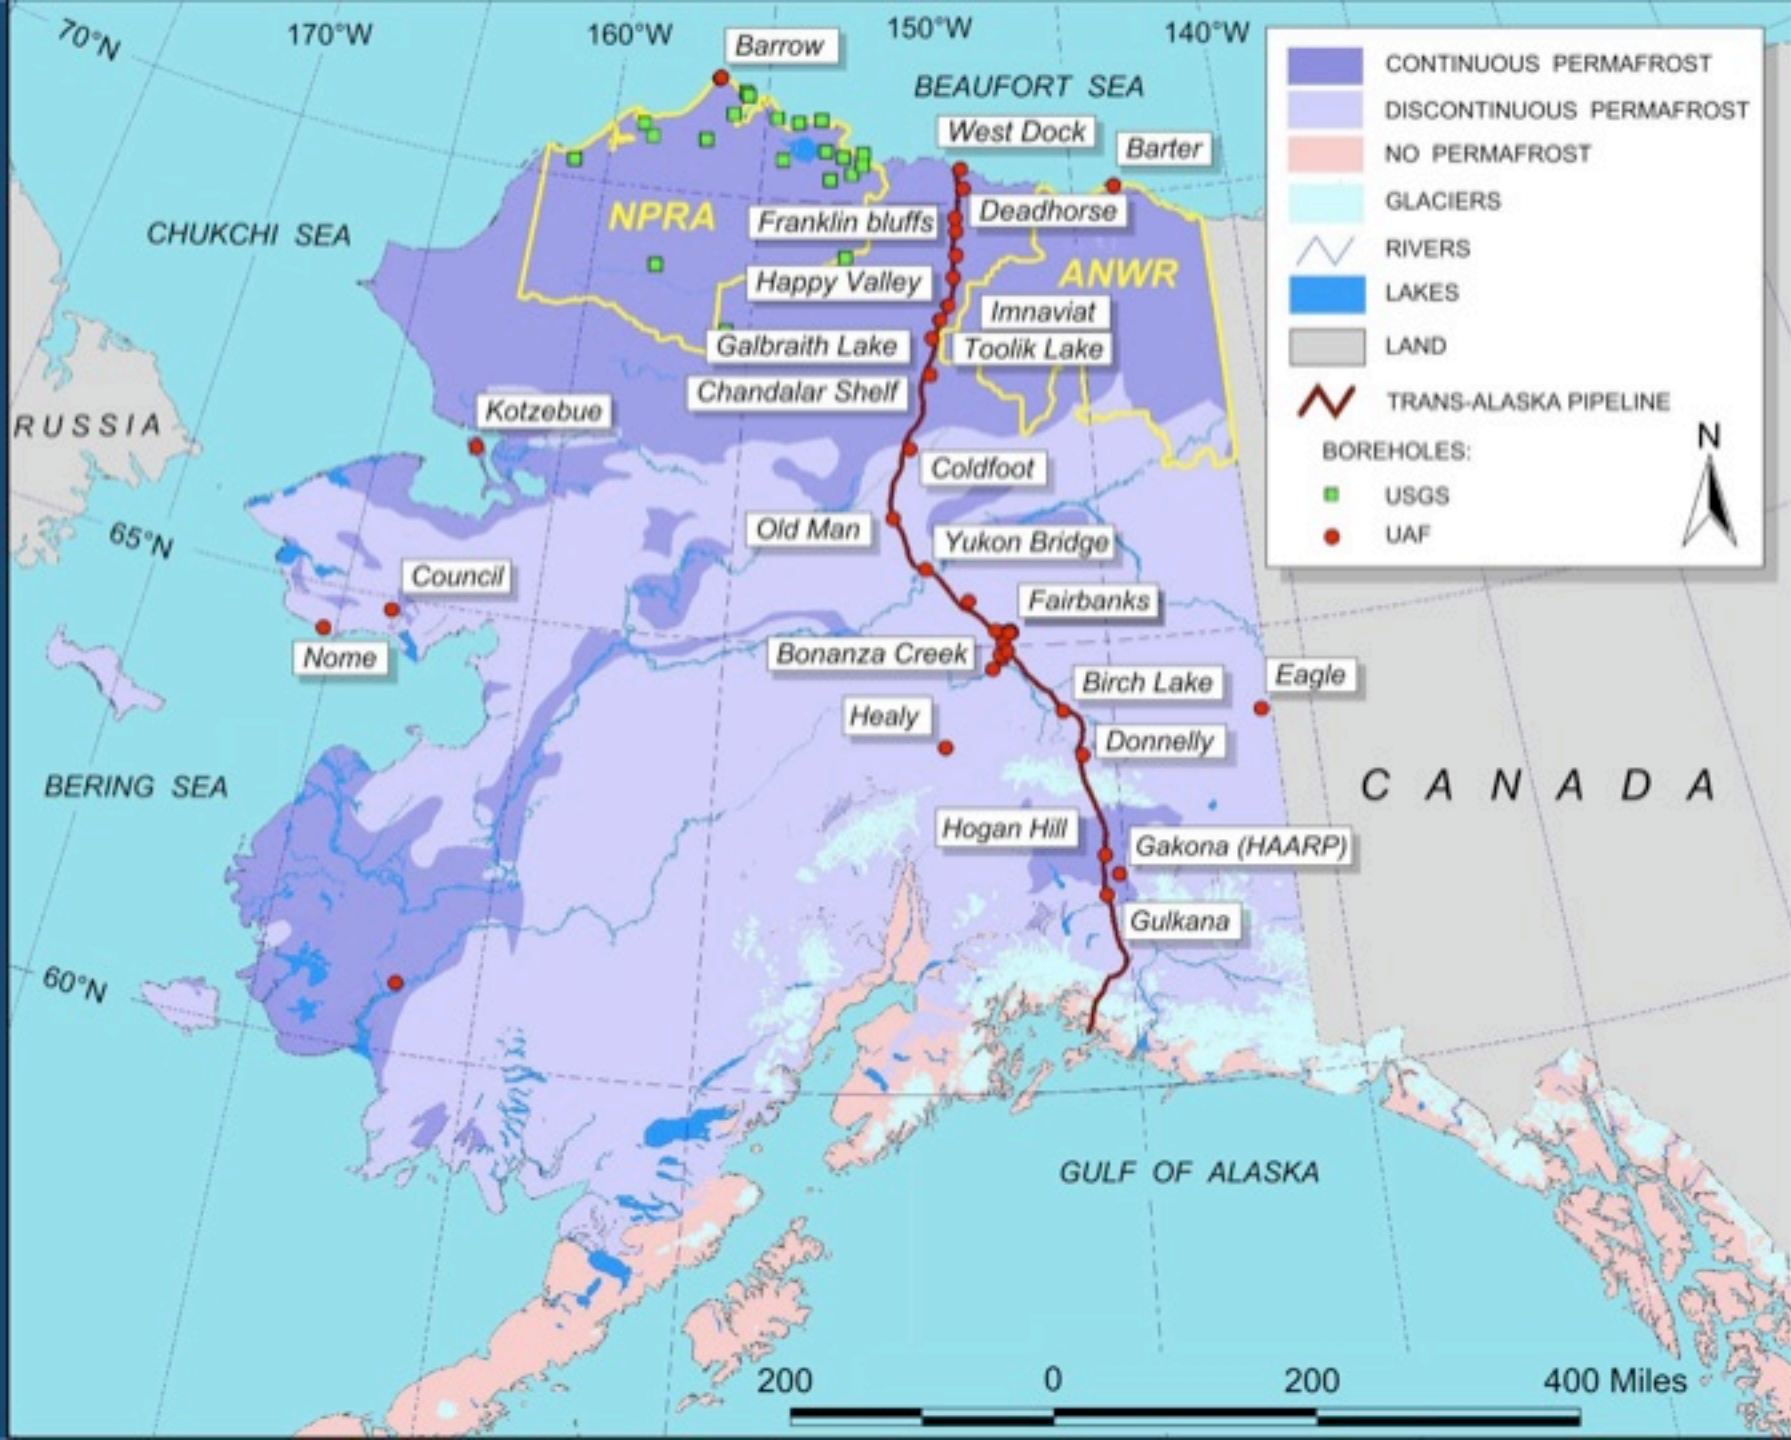 70°N
170°W
160°W
150°W
140°W
Barrow
BEAUFORT SEA
West Dock
Barter
CHUKCHI SEA
NPRA
Franklin bluffs
Deadhorse
ANWR
Happy Valley
Imnaviat
Galbraith Lake
Toolik Lake
Chandalar Shelf
Kotzebue
RUSSIA
Coldfoot
65°N
Old Man
Yukon Bridge
Council
Fairbanks
Nome
Bonanza Creek
Birch Lake
Eagle
Healy
Donnelly
BERING SEA
CANADA
Hogan Hill
Gakona (HAARP)
Gulkana
60°N
GULF OF ALASKA
CONTINUOUS PERMAFROST
DISCONTINUOUS PERMAFROST
NO PERMAFROST
GLACIERS
RIVERS
LAKES
LAND
TRANS-ALASKA PIPELINE
BOREHOLES:
USGS
UAF
N
200 0 200 400 Miles